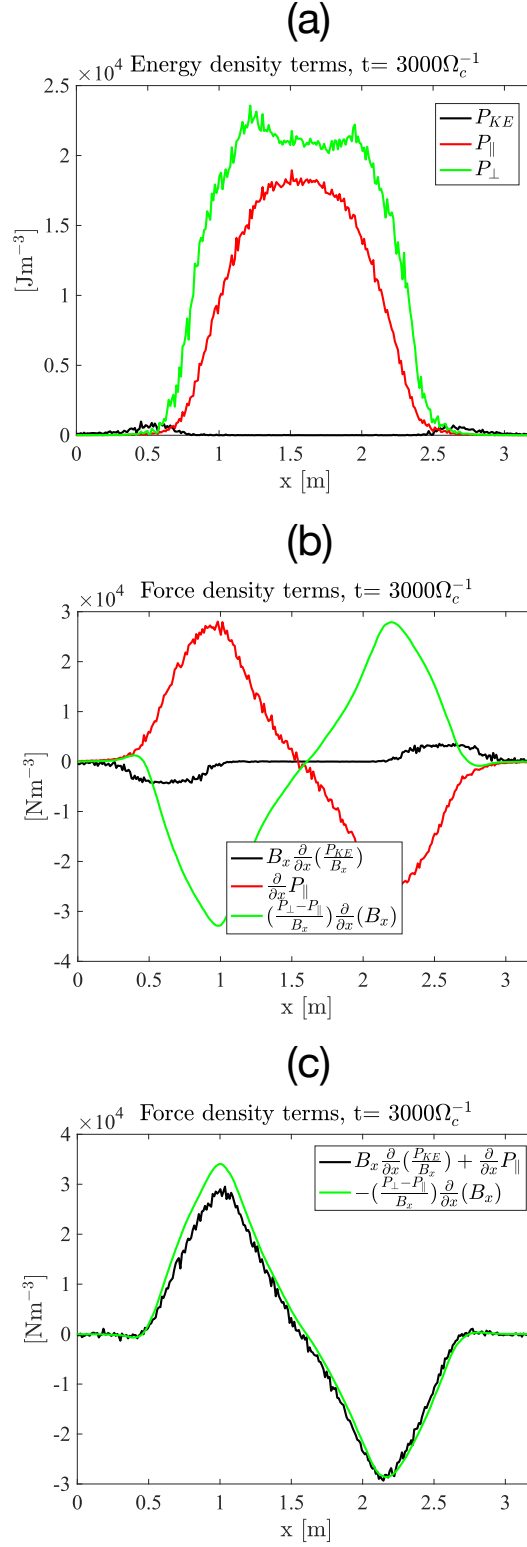 (a)
Energy density terms, t= 3000Ω_c^{-1}
×10^4
2.5
2
1.5
1
0.5
0
[Jm^{-3}]
P_{KE}
P_∥
P_⊥
0 0.5 1 1.5 2 2.5 3
x [m]
(b)
Force density terms, t= 3000Ω_c^{-1}
×10^4
3
2
1
0
-1
-2
-3
-4
[Nm^{-3}]
B_x ∂/∂x (P_{KE}/B_x)
∂/∂x P_∥
(P_⊥−P_∥/B_x) ∂/∂x (B_x)
0 0.5 1 1.5 2 2.5 3
x [m]
(c)
Force density terms, t= 3000Ω_c^{-1}
×10^4
4
3
2
1
0
-1
-2
-3
[Nm^{-3}]
B_x ∂/∂x (P_{KE}/B_x) + ∂/∂x P_∥
−(P_⊥−P_∥/B_x) ∂/∂x (B_x)
0 0.5 1 1.5 2 2.5 3
x [m]